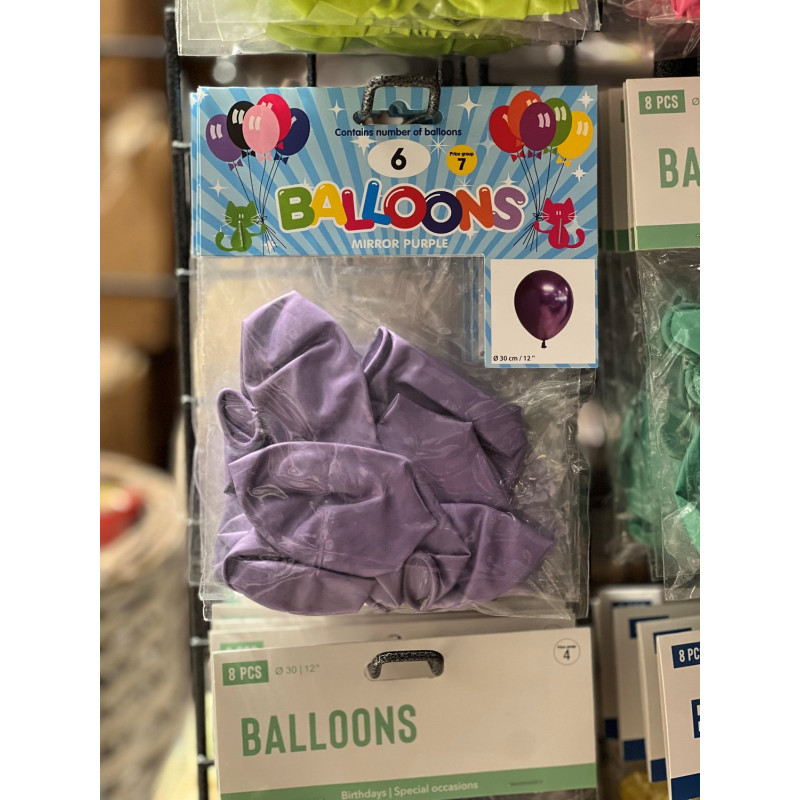 Contains number of balloons
6
Price group
7
BALLOONS
MIRROR PURPLE
Ø 30 cm / 12"
8 PCS
Ø
BA
8 PCS Ø 30 | 12"
4
BALLOONS
Birthdays | Special occasions
8 PC